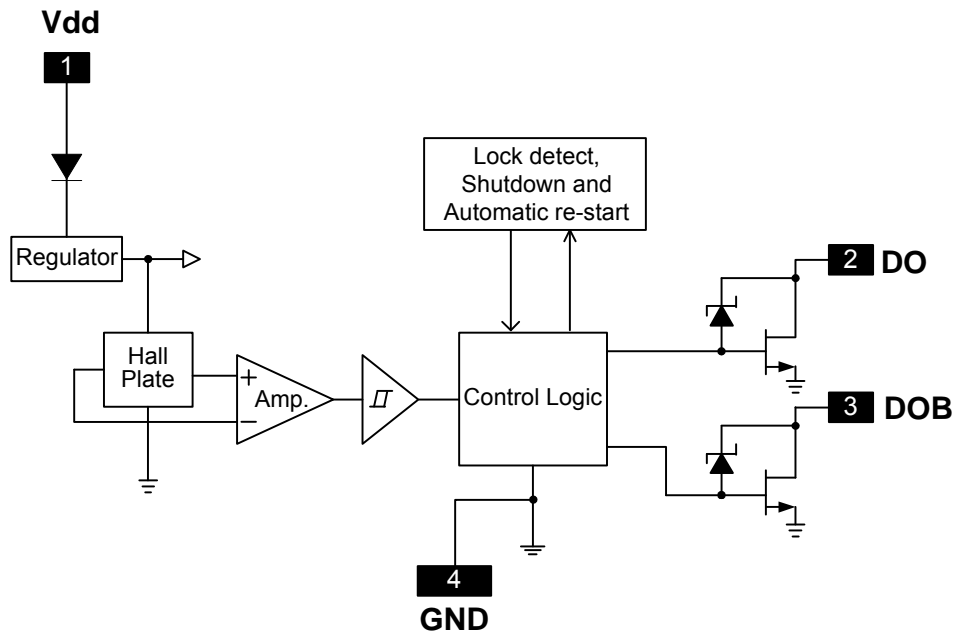 Vdd
1
Lock detect,
Shutdown and
Automatic re-start
Regulator
2 DO
Hall
Plate
+
Amp.
−
Control Logic
3 DOB
4
GND